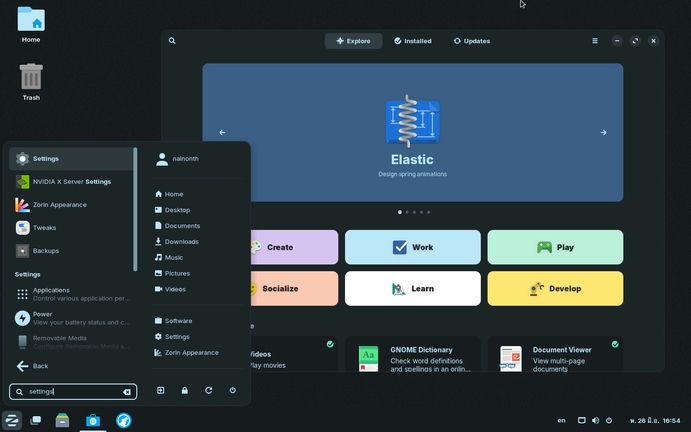 Home
Trash
Explore
Installed
Updates
Elastic
Design spring animations
Create
Work
Play
Socialize
Learn
Develop
Videos
Play movies
GNOME Dictionary
Check word definitions
and spellings in an onlin...
Document Viewer
View multi-page
documents
Settings
NVIDIA X Server Settings
Zorin Appearance
Tweaks
Backups
Settings
Applications
Control various application per...
Power
View your battery status and c...
Removable Media
Configure Removable Media a...
Back
settings
nainonth
Home
Desktop
Documents
Downloads
Music
Pictures
Videos
Software
Settings
Zorin Appearance
en
พ. 26 มิ.ย. 16:54